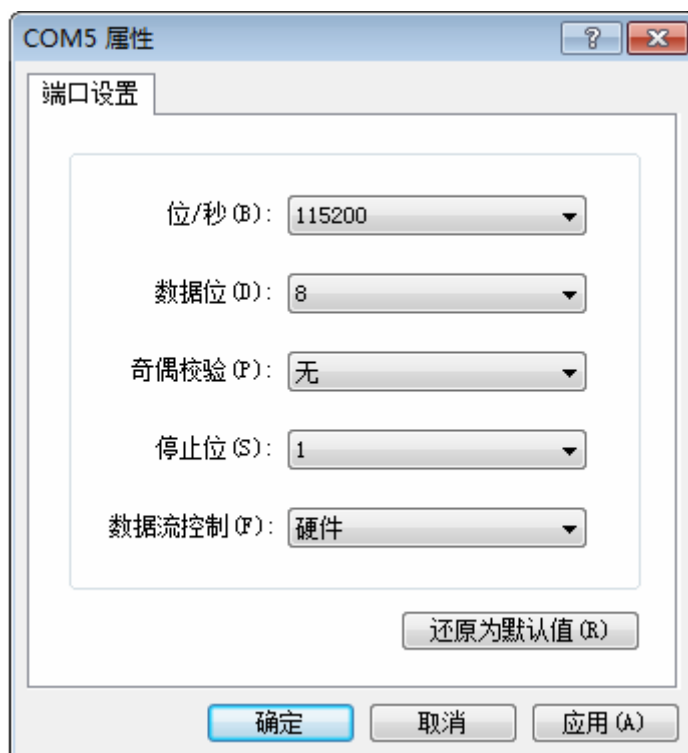 COM5 属性
端口设置
位/秒(B): 115200
数据位(D): 8
奇偶校验(P): 无
停止位(S): 1
数据流控制(F): 硬件
还原为默认值(R)
确定 取消 应用(A)